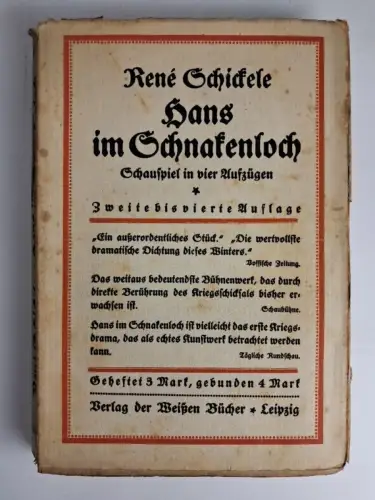 René Schickele
Hans
im Schnakenloch
Schauspiel in vier Aufzügen
*
Zweite bis vierte Auflage
„Ein außerordentliches Stück.“ „Die wertvollste
dramatische Dichtung dieses Winters.“
Vossische Zeitung.
Das weitaus bedeutendste Bühnenwerk, das durch
direkte Berührung des Kriegsschicksals bisher er-
wachsen ist.
Schaubühne.
Hans im Schnakenloch ist vielleicht das erste Kriegs-
drama, das als echtes Kunstwerk betrachtet werden
kann.
Tägliche Rundschau.
Geheftet 3 Mark, gebunden 4 Mark
Verlag der Weißen Bücher * Leipzig